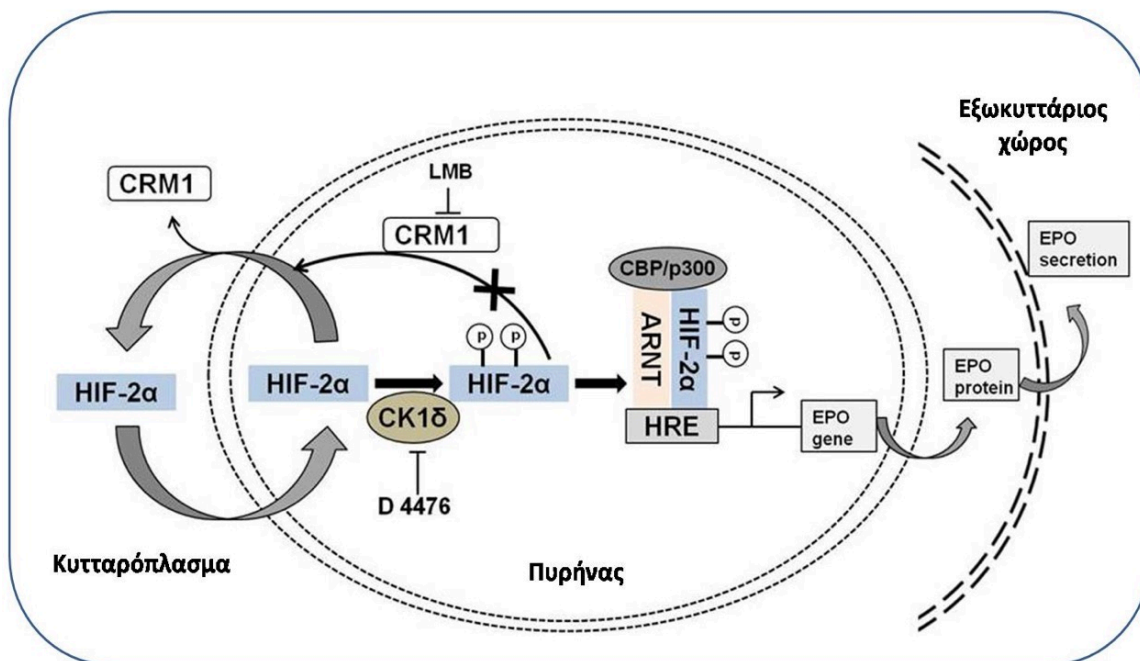 Εξωκυττάριος
χώρος
CRM1
LMB
CRM1
EPO
secretion
CBP/p300
ARNT
HIF-2α
P
P
P
P
HIF-2α
HIF-2α
HIF-2α
CK1δ
HRE
EPO
gene
EPO
protein
D 4476
Κυτταρόπλασμα
Πυρήνας